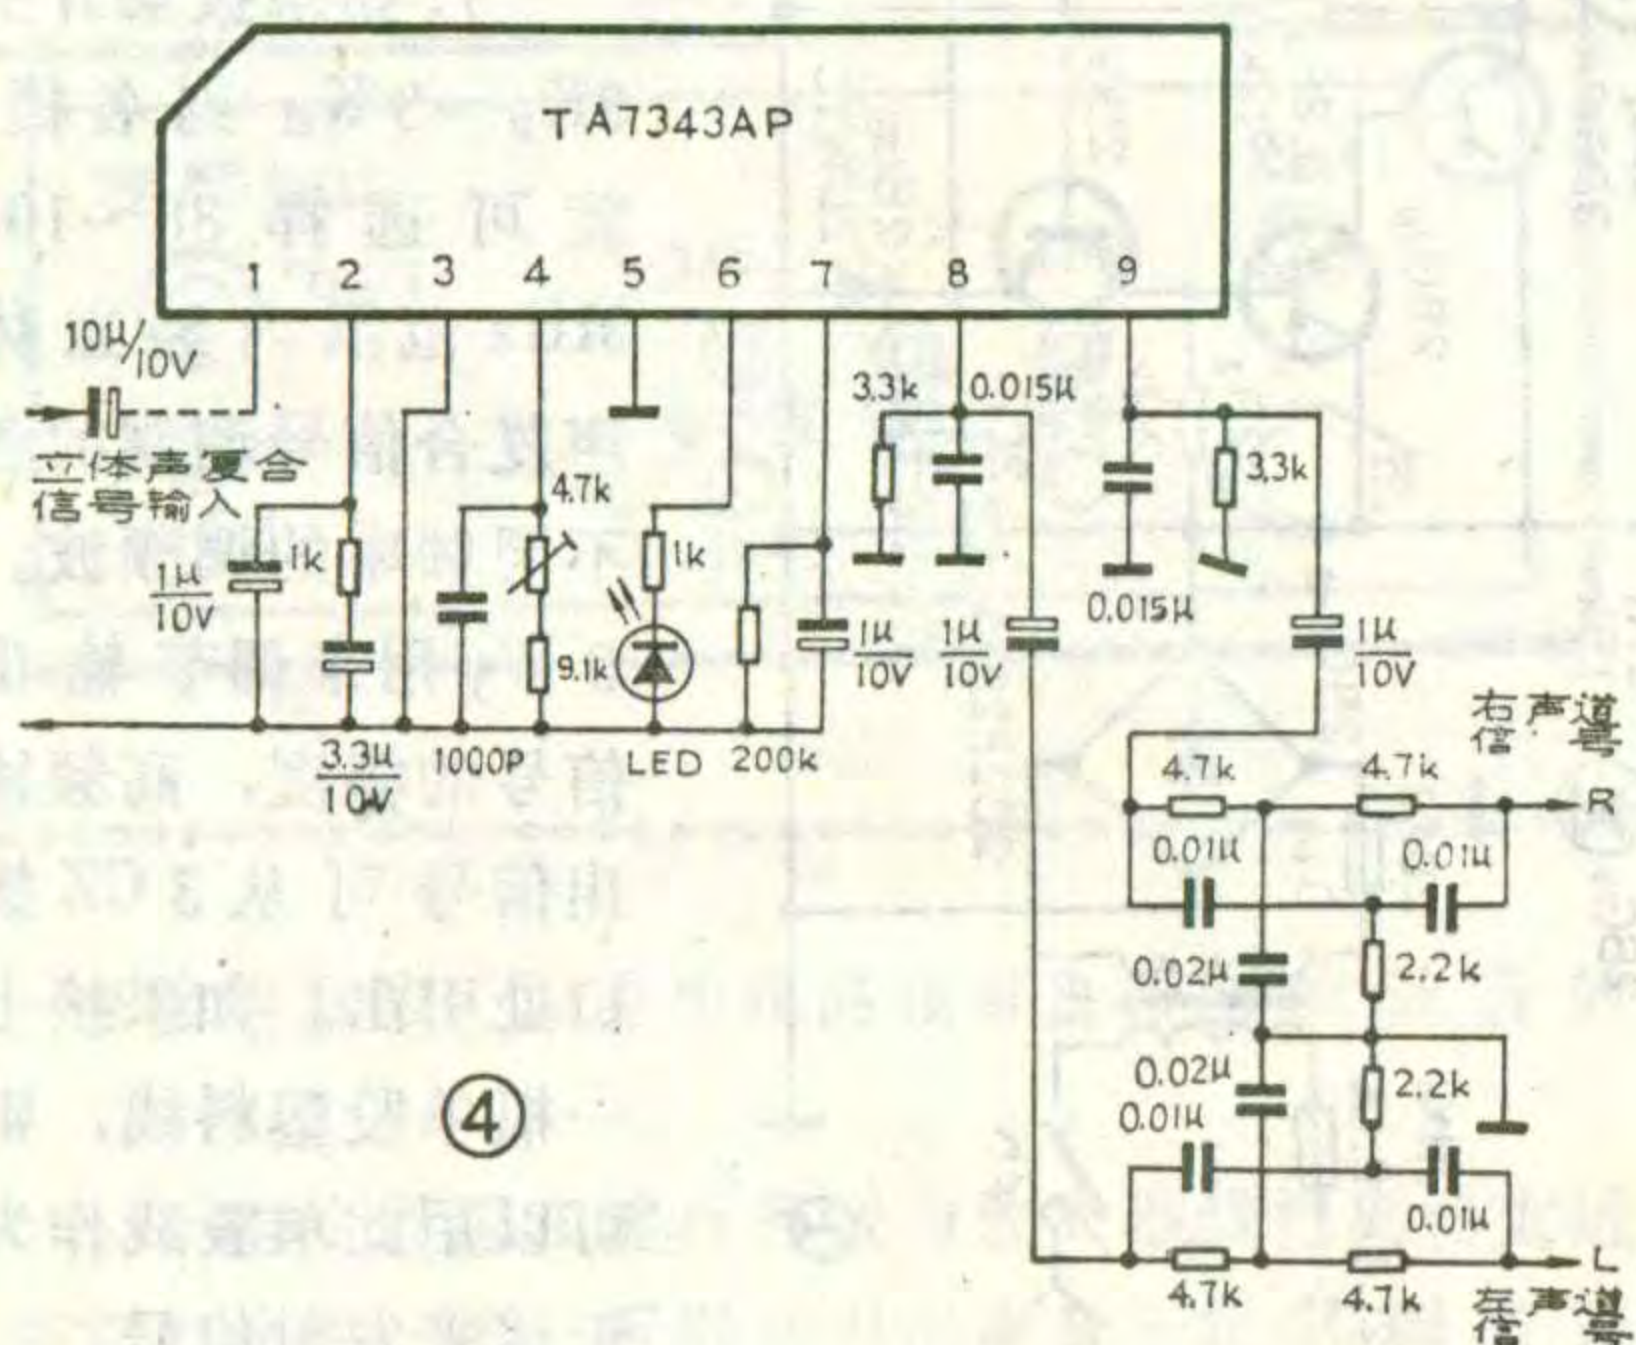 TA7343AP
1 2 3 4 5 6 7 8 9
10μ/10V
立体声复合
信号输入
3.3k
0.015μ
3.3k
4.7k
1μ/10V
1k
1k
0.015μ
9.1k
1μ/10V
1μ/10V
1μ/10V
3.3μ/10V
1000P
LED
200k
右声道
信号
4.7k
4.7k
R
0.01μ
0.01μ
0.02μ
2.2k
0.02μ
2.2k
0.01μ
④
0.01μ
L
4.7k
4.7k
左声道
信号